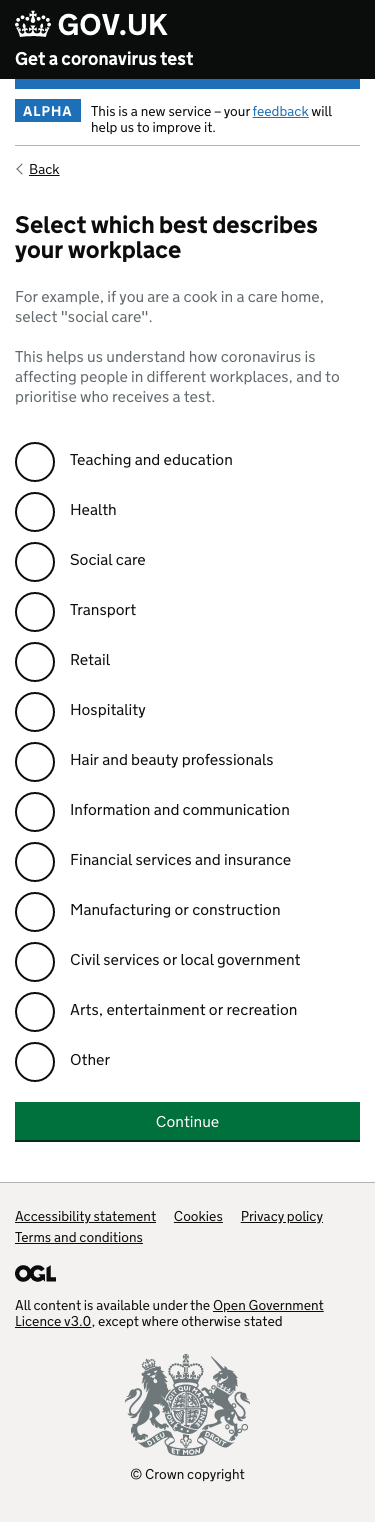 GOV.UK
Get a coronavirus test
ALPHA
This is a new service – your feedback will
help us to improve it.
Back
Select which best describes
your workplace
For example, if you are a cook in a care home,
select "social care".
This helps us understand how coronavirus is
affecting people in different workplaces, and to
prioritise who receives a test.
Teaching and education
Health
Social care
Transport
Retail
Hospitality
Hair and beauty professionals
Information and communication
Financial services and insurance
Manufacturing or construction
Civil services or local government
Arts, entertainment or recreation
Other
Continue
Accessibility statement Cookies Privacy policy
Terms and conditions
OGL
All content is available under the Open Government
Licence v3.0, except where otherwise stated
DIEU ET MON
© Crown copyright